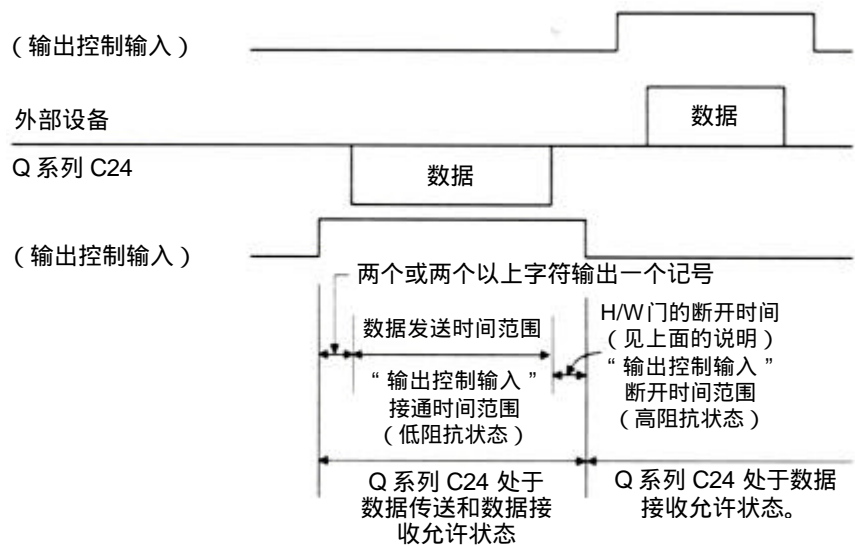 (输出控制输入)
外部设备
数据
Q 系列 C24
数据
(输出控制输入)
两个或两个以上字符输出一个记号
数据发送时间范围
H/W门的断开时间
(见上面的说明)
“输出控制输入”
接通时间范围
(低阻抗状态)
“输出控制输入”
断开时间范围
(高阻抗状态)
Q 系列 C24 处于
数据传送和数据接
收允许状态
Q 系列 C24 处于数据
接收允许状态。